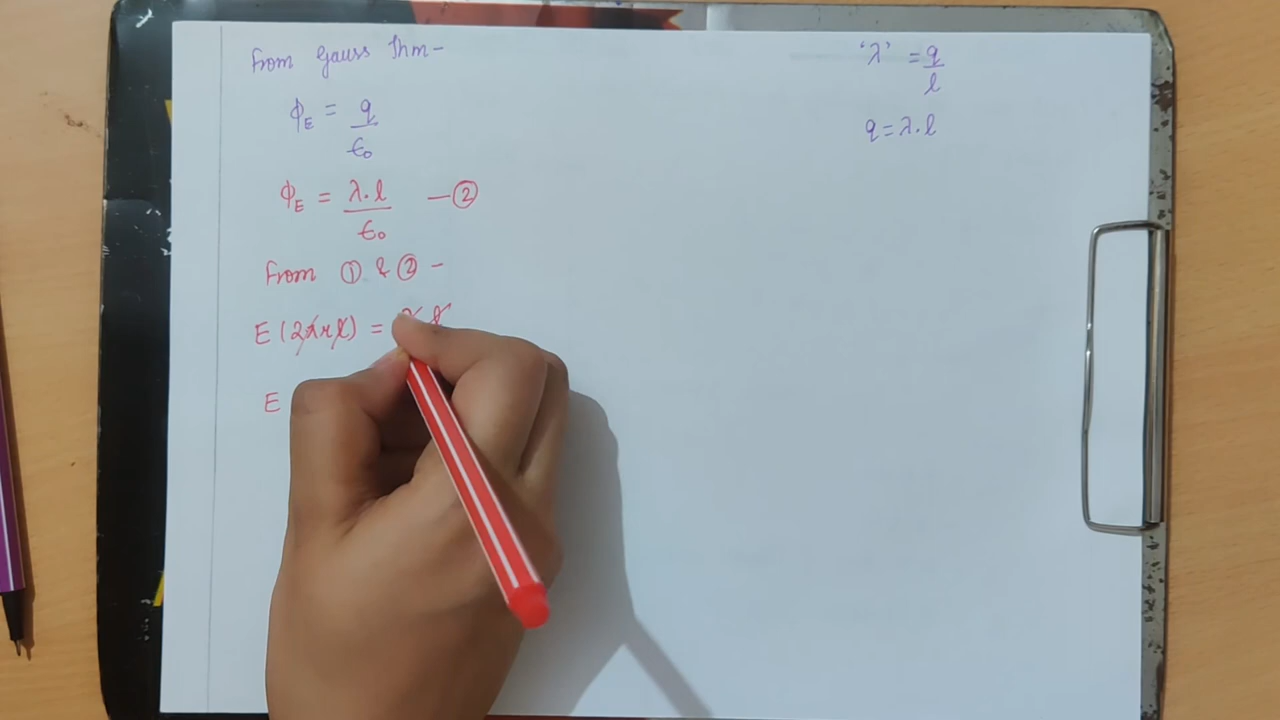 From Gauss Thm-
ϕE = q/ϵ₀
ϕE = λ.l/ϵ₀ —②
From ① & ② -
E (2πrl) =
E
'λ' = q/l
q = λ.l